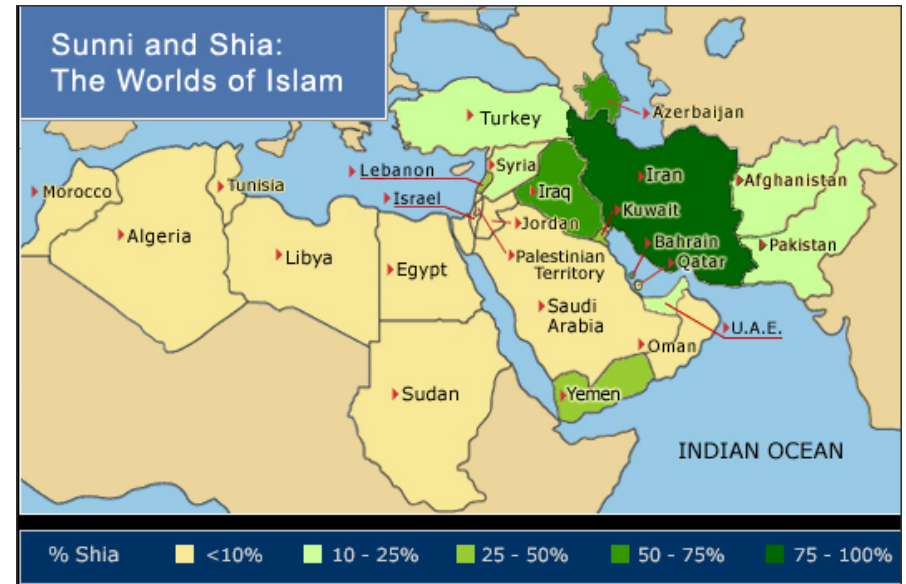 Sunni and Shia:
The Worlds of Islam
Turkey
Azerbaijan
Lebanon
Syria
Iran
Afghanistan
Morocco
Tunisia
Israel
Iraq
Kuwait
Jordan
Algeria
Libya
Egypt
Palestinian
Territory
Bahrain
Qatar
Pakistan
Saudi
Arabia
U.A.E.
Oman
Sudan
Yemen
INDIAN OCEAN
% Shia <10% 10 - 25% 25 - 50% 50 - 75% 75 - 100%